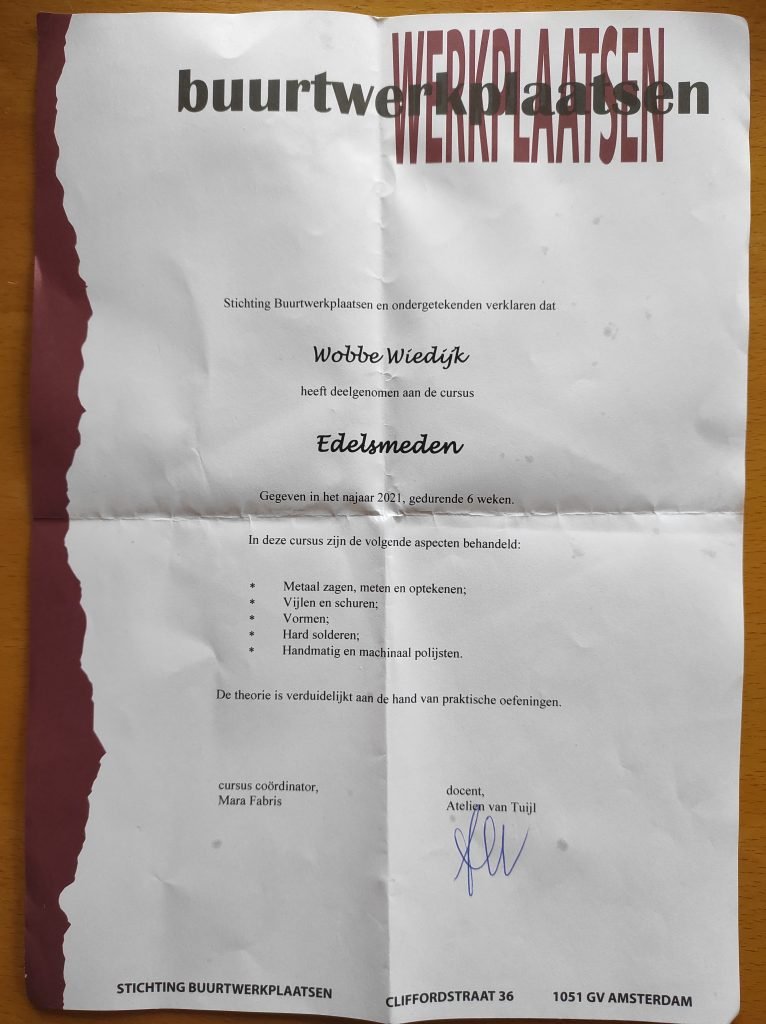 WERKPLAATSEN
buurtwerkplaatsen
Stichting Buurtwerkplaatsen en ondergetekenden verklaren dat
Wobbe Wiedijk
heeft deelgenomen aan de cursus
Edelsmeden
Gegeven in het najaar 2021, gedurende 6 weken.
In deze cursus zijn de volgende aspecten behandeld:
* Metaal zagen, meten en optekenen;
* Vijlen en schuren;
* Vormen;
* Hard solderen;
* Handmatig en machinaal polijsten.
De theorie is verduidelijkt aan de hand van praktische oefeningen.
cursus coördinator,
Mara Fabris
docent,
Atelien van Tuijl
STICHTING BUURTWERKPLAATSEN CLIFFORDSTRAAT 36 1051 GV AMSTERDAM